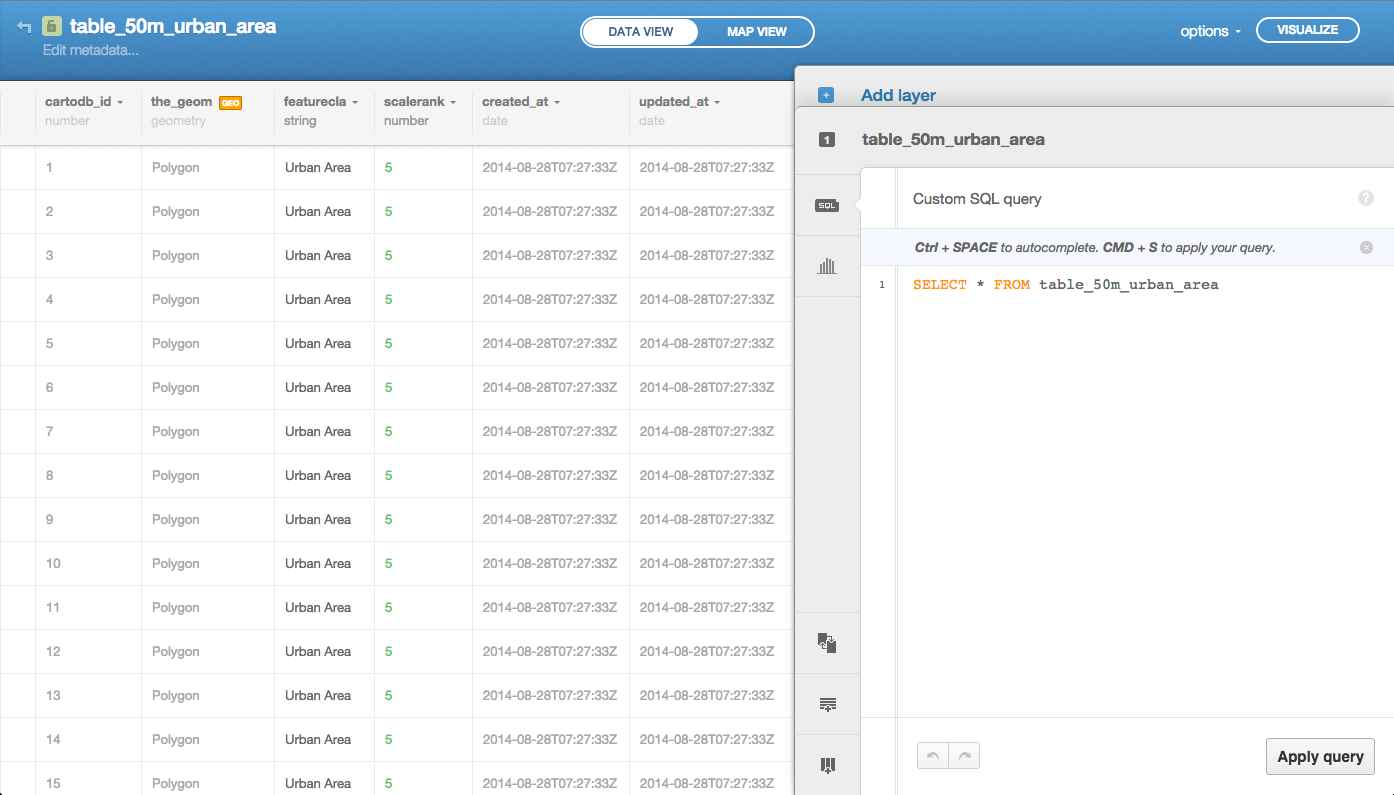 table_50m_urban_area
Edit metadata...
DATA VIEW MAP VIEW
options VISUALIZE
cartodb_id the_geom GEO featurecla scalerank created_at updated_at
number geometry string number date date
1 Polygon Urban Area 5 2014-08-28T07:27:33Z 2014-08-28T07:27:33Z
2 Polygon Urban Area 5 2014-08-28T07:27:33Z 2014-08-28T07:27:33Z
3 Polygon Urban Area 5 2014-08-28T07:27:33Z 2014-08-28T07:27:33Z
4 Polygon Urban Area 5 2014-08-28T07:27:33Z 2014-08-28T07:27:33Z
5 Polygon Urban Area 5 2014-08-28T07:27:33Z 2014-08-28T07:27:33Z
6 Polygon Urban Area 5 2014-08-28T07:27:33Z 2014-08-28T07:27:33Z
7 Polygon Urban Area 5 2014-08-28T07:27:33Z 2014-08-28T07:27:33Z
8 Polygon Urban Area 5 2014-08-28T07:27:33Z 2014-08-28T07:27:33Z
9 Polygon Urban Area 5 2014-08-28T07:27:33Z 2014-08-28T07:27:33Z
10 Polygon Urban Area 5 2014-08-28T07:27:33Z 2014-08-28T07:27:33Z
11 Polygon Urban Area 5 2014-08-28T07:27:33Z 2014-08-28T07:27:33Z
12 Polygon Urban Area 5 2014-08-28T07:27:33Z 2014-08-28T07:27:33Z
13 Polygon Urban Area 5 2014-08-28T07:27:33Z 2014-08-28T07:27:33Z
14 Polygon Urban Area 5 2014-08-28T07:27:33Z 2014-08-28T07:27:33Z
15 Polygon Urban Area 5 2014-08-28T07:27:33Z 2014-08-28T07:27:33Z
+ Add layer
1 table_50m_urban_area
SQL
Custom SQL query ?
Ctrl + SPACE to autocomplete. CMD + S to apply your query.
1 SELECT * FROM table_50m_urban_area
Apply query